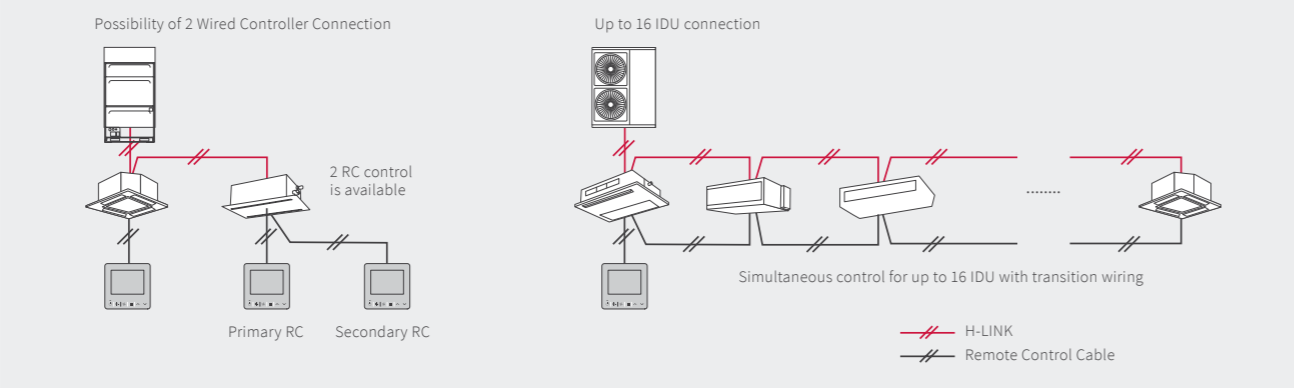 Possibility of 2 Wired Controller Connection
2 RC control
is available
Primary RC
Secondary RC
Up to 16 IDU connection
Simultaneous control for up to 16 IDU with transition wiring
H-LINK
Remote Control Cable